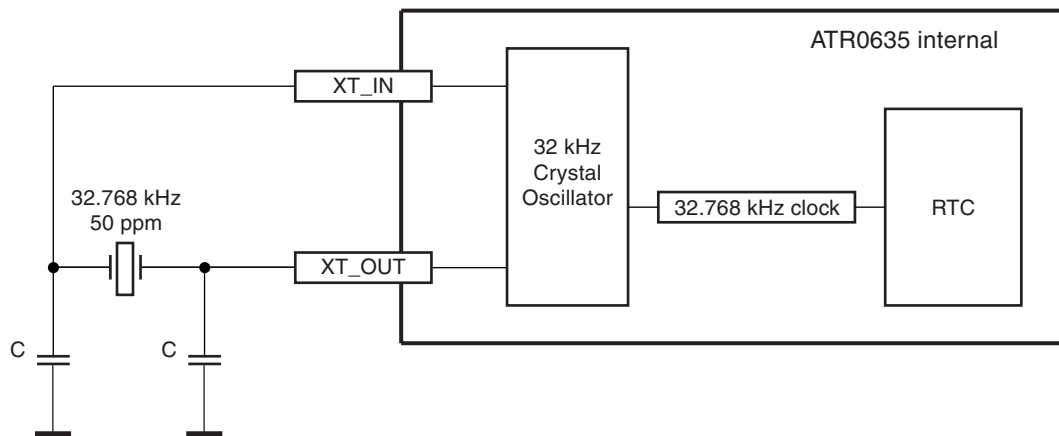 ATR0635 internal
XT_IN
32 kHz
Crystal
Oscillator
32.768 kHz
50 ppm
32.768 kHz clock
RTC
XT_OUT
C
C